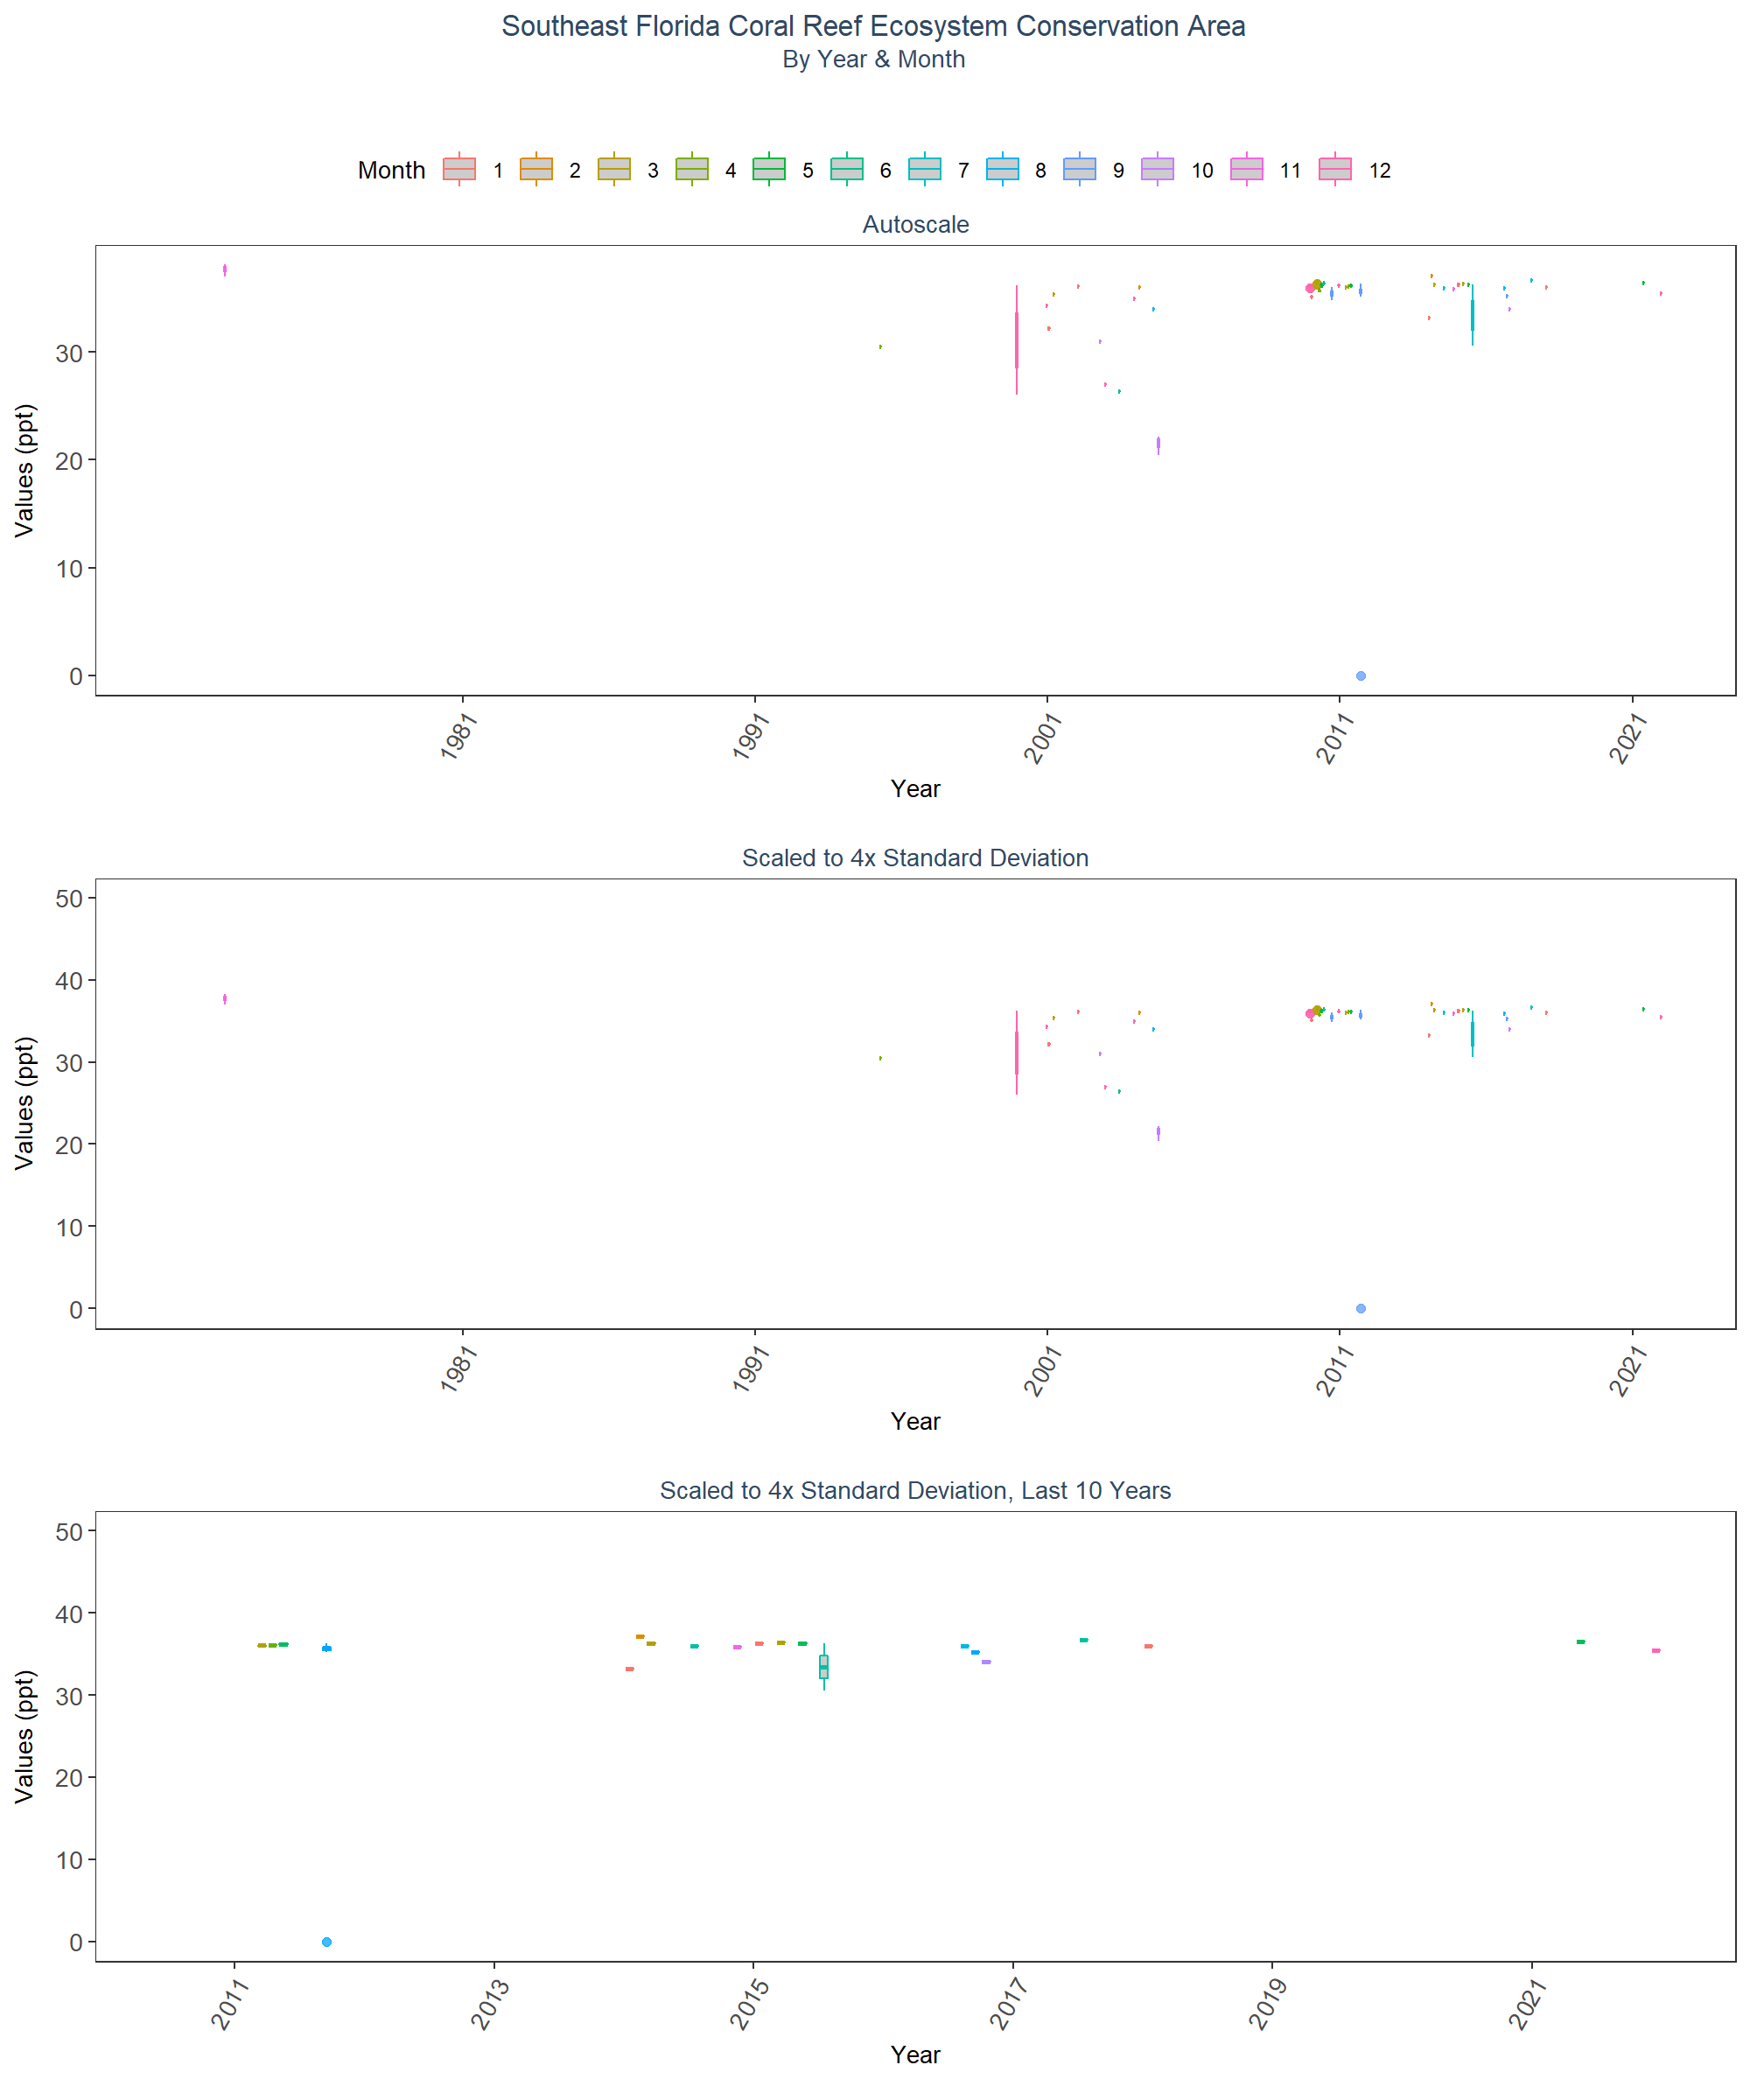 Southeast Florida Coral Reef Ecosystem Conservation Area
By Year & Month
Month 1 2 3 4 5 6 7 8 9 10 11 12
Autoscale
30
20
10
0
Values (ppt)
1981 1991 2001 2011 2021
Year
Scaled to 4x Standard Deviation
50
40
30
20
10
0
Values (ppt)
1981 1991 2001 2011 2021
Year
Scaled to 4x Standard Deviation, Last 10 Years
50
40
30
20
10
0
Values (ppt)
2011 2013 2015 2017 2019 2021
Year